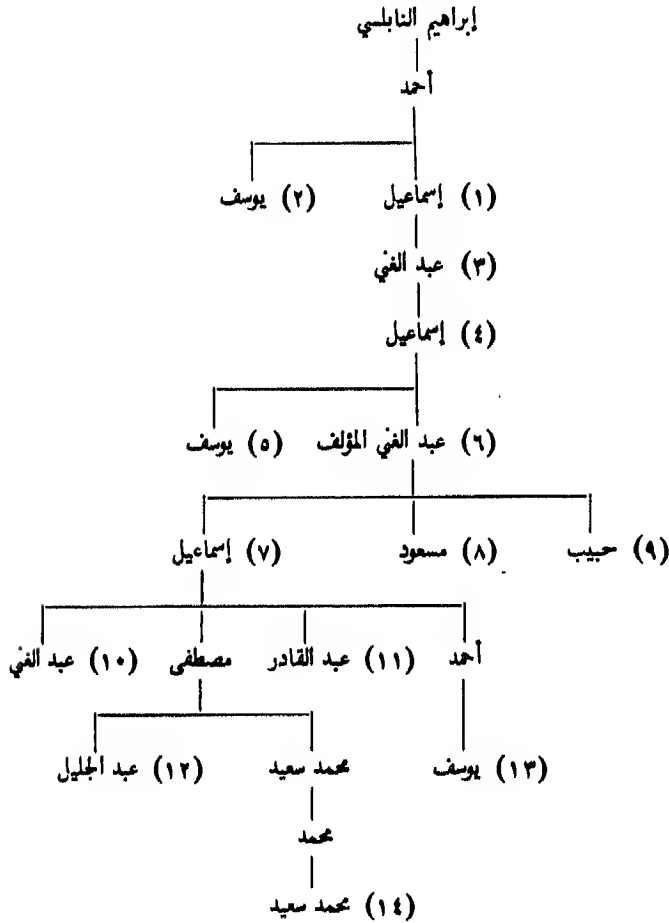 إبراهيم النابلسي
أحمد
(١) إسماعيل (٢) يوسف
(٣) عبد الغني
(٤) إسماعيل
(٦) عبد الغني المؤلف (٥) يوسف
(٩) حبيب (٨) مسعود (٧) إسماعيل
أحمد (١١) عبد القادر مصطفى (١٠) عبد الغني
(١٣) يوسف محمد سعيد (١٢) عبد الجليل
محمد
(١٤) محمد سعيد